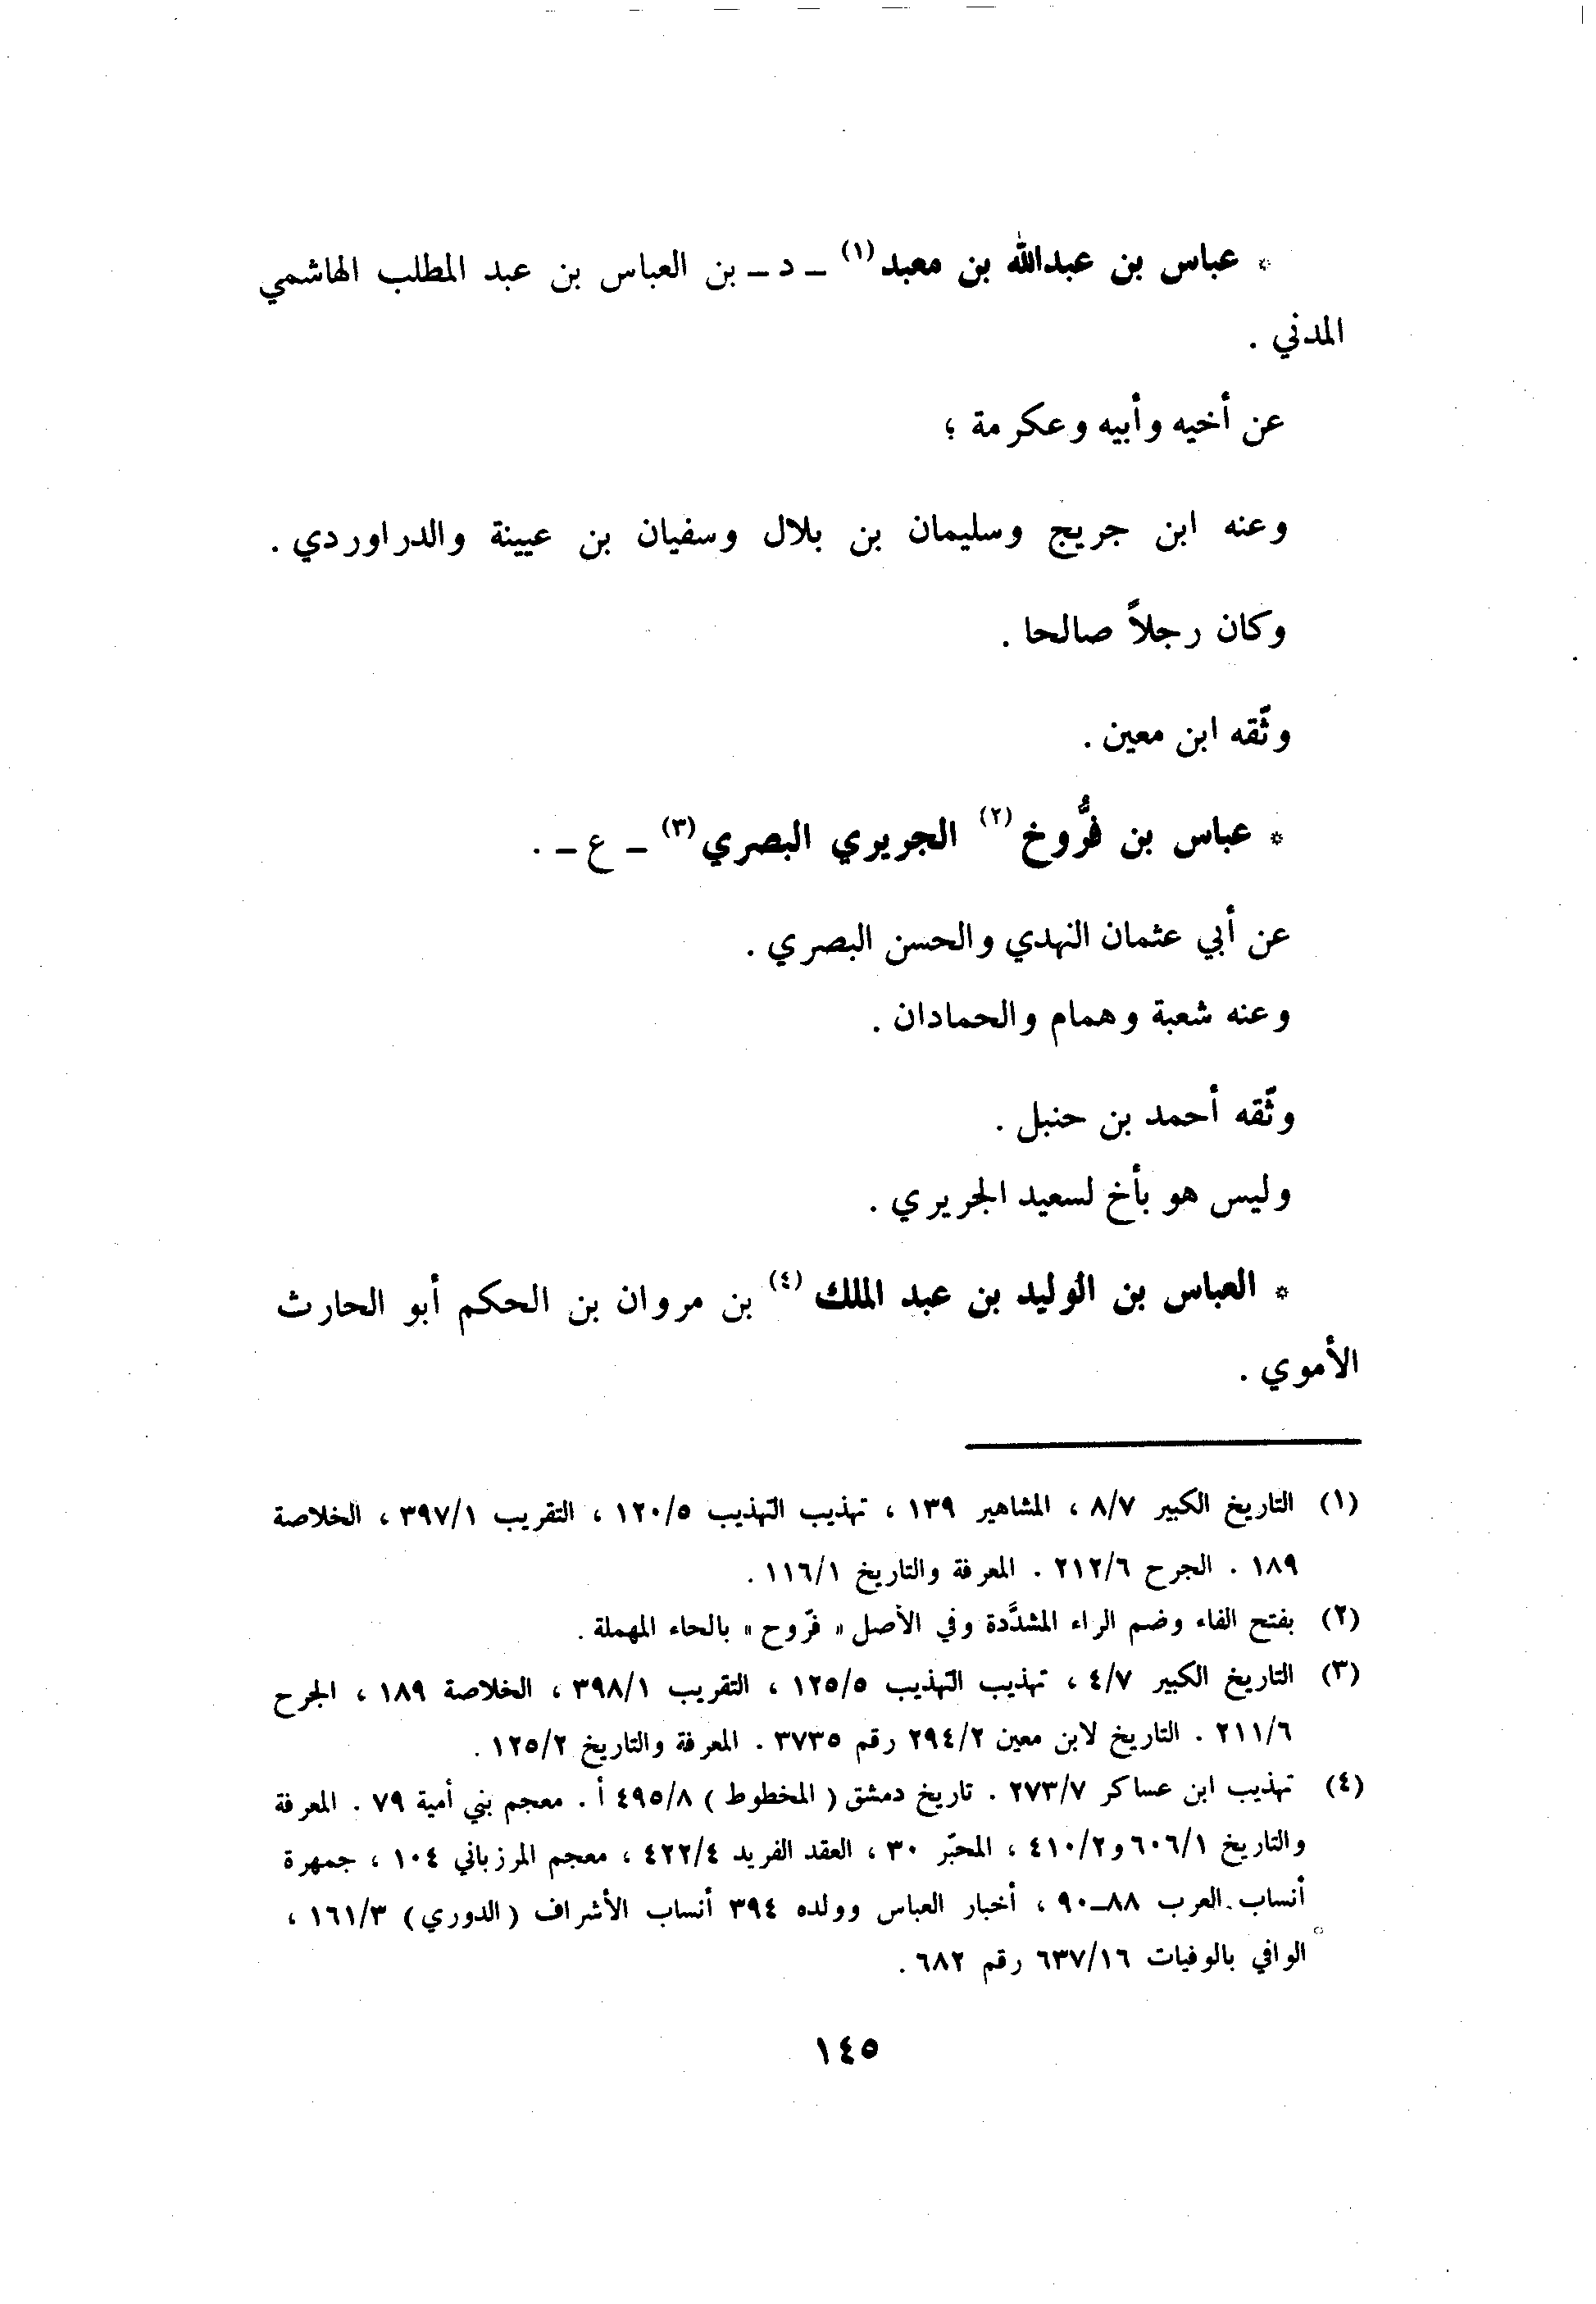 * عباس بن عبدالله بن معبد (١) ـ د ـ بن العباس بن عبد المطلب الهاشمي
المدني .
عن أخيه وأبيه وعكرمة ؛
وعنه ابن جريج وسليمان بن بلال وسفيان بن عيينة والدراوردي .
وكان رجلاً صالحا .
وثّقه ابن معين .
* عباس بن فرُّوخ (٢) الجريري البصري (٣) ـ ع ـ .
عن أبي عثمان النهدي والحسن البصري .
وعنه شعبة وهمام والحمادان .
وثّقه أحمد بن حنبل .
وليس هو بأخ لسعيد الجريري .
* العباس بن الوليد بن عبد الملك (٤) بن مروان بن الحكم أبو الحارث
الأموي .
(١) التاريخ الكبير ٨/٧ ، المشاهير ١٣٩ ، تهذيب التهذيب ١٢٠/٥ ، التقريب ٣٩٧/١ ، الخلاصة
١٨٩ . الجرح ٢١٢/٦ . المعرفة والتاريخ ١١٦/١ .
(٢) بفتح الفاء وضم الراء المشدَّدة وفي الأصل « فرّوح » بالحاء المهملة .
(٣) التاريخ الكبير ٤/٧ ، تهذيب التهذيب ١٢٥/٥ ، التقريب ٣٩٨/١ ، الخلاصة ١٨٩ ، الجرح
٢١١/٦ . التاريخ لابن معين ٢٩٤/٢ رقم ٣٧٣٥ . المعرفة والتاريخ ١٢٥/٢ .
(٤) تهذيب ابن عساكر ٢٧٣/٧ . تاريخ دمشق ( المخطوط ) ٤٩٥/٨ أ . معجم بني أمية ٧٩ . المعرفة
والتاريخ ٦٠٦/١ و٤١٠/٢ ، المحبّر ٣٠ ، العقد الفريد ٤٢٢/٤ ، معجم المرزباني ١٠٤ ، جمهرة
أنساب العرب ٨٨ــ٩٠ ، أخبار العباس وولده ٣٩٤ أنساب الأشراف (الدوري) ١٦١/٣ ،
الوافي بالوفيات ٦٣٧/١٦ رقم ٦٨٢ .
١٤٥